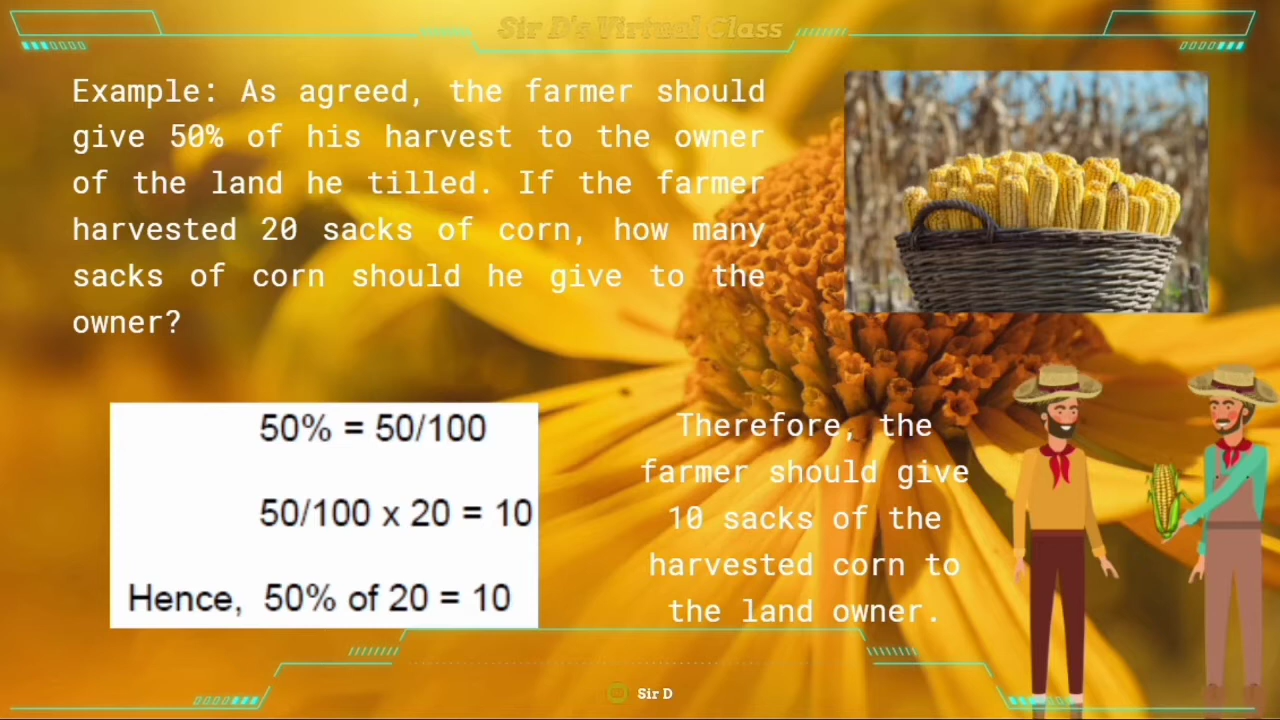 Sir D's Virtual Class
Example: As agreed, the farmer should
give 50% of his harvest to the owner
of the land he tilled. If the farmer
harvested 20 sacks of corn, how many
sacks of corn should he give to the
owner?
50% = 50/100
50/100 x 20 = 10
Hence, 50% of 20 = 10
Therefore, the
farmer should give
10 sacks of the
harvested corn to
the land owner.
Sir D